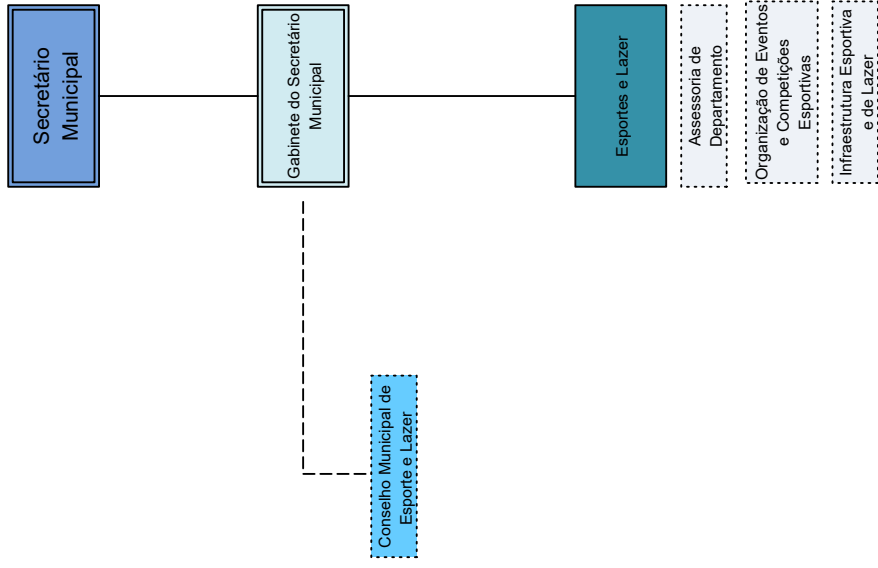 Secretário
Municipal
Gabinete do Secretário
Municipal
Conselho Municipal de
Esporte e Lazer
Esportes e Lazer
Assessoria de
Departamento
Organização de Eventos
e Competições
Esportivas
Infraestrutura Esportiva
e de Lazer